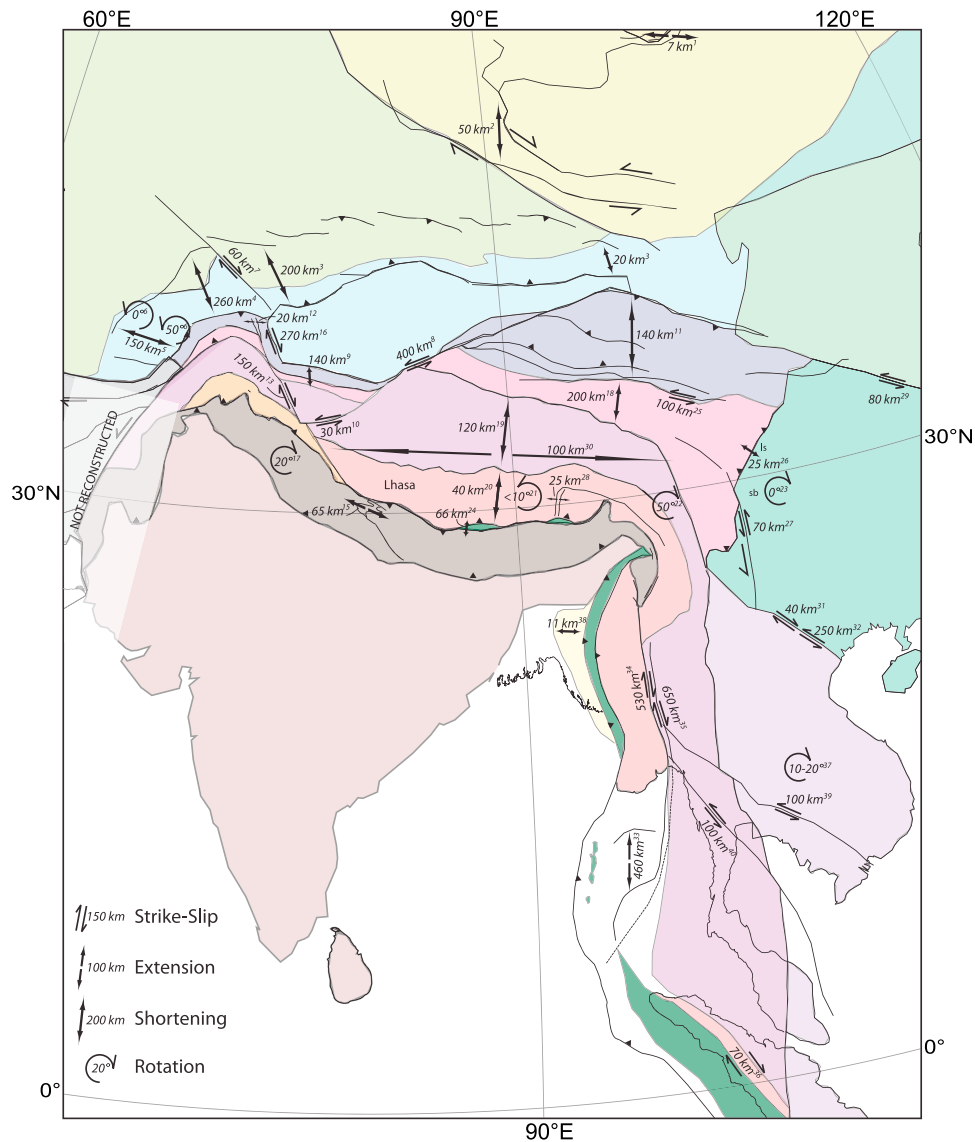 60°E
90°E
120°E
7 km¹
50 km²
60 km⁷
200 km³
20 km³
260 km⁴
0°⁶
50°⁶
150 km⁵
20 km¹²
270 km¹⁶
140 km⁹
400 km⁸
140 km¹¹
150 km¹³
200 km¹⁸
100 km²⁵
80 km²⁹
30 km¹⁰
120 km¹⁹
100 km³⁰
30°N
NOT RECONSTRUCTED
20°¹⁷
ls
25 km²⁶
Lhasa
40 km²⁰
<10°²¹
25 km²⁸
sb
0°²³
30°N
65 km¹⁵
66 km²⁴
50°²²
70 km²⁷
11 km³⁸
40 km³¹
250 km³²
530 km³⁴
650 km³⁵
10-20°³⁷
100 km³⁹
100 km⁴⁰
460 km³³
150 km Strike-Slip
100 km Extension
200 km Shortening
20° Rotation
70 km³⁶
0°
0°
90°E